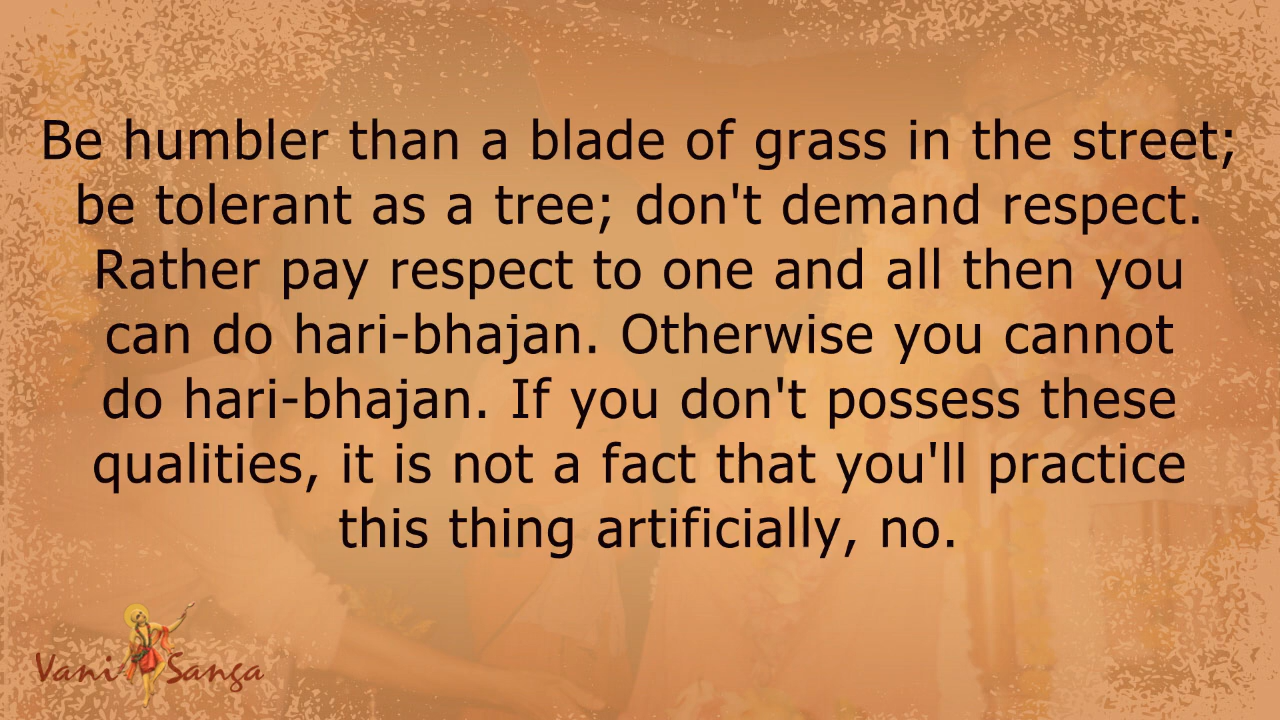 Be humbler than a blade of grass in the street;
be tolerant as a tree; don't demand respect.
Rather pay respect to one and all then you
can do hari-bhajan. Otherwise you cannot
do hari-bhajan. If you don't possess these
qualities, it is not a fact that you'll practice
this thing artificially, no.
Vani Sanga